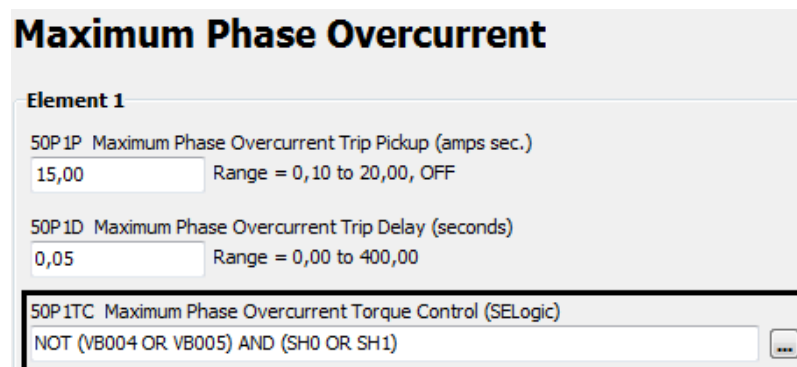 Maximum Phase Overcurrent
Element 1
50P1P Maximum Phase Overcurrent Trip Pickup (amps sec.)
15,00 Range = 0,10 to 20,00, OFF
50P1D Maximum Phase Overcurrent Trip Delay (seconds)
0,05 Range = 0,00 to 400,00
50P1TC Maximum Phase Overcurrent Torque Control (SELogic)
NOT (VB004 OR VB005) AND (SH0 OR SH1) ...